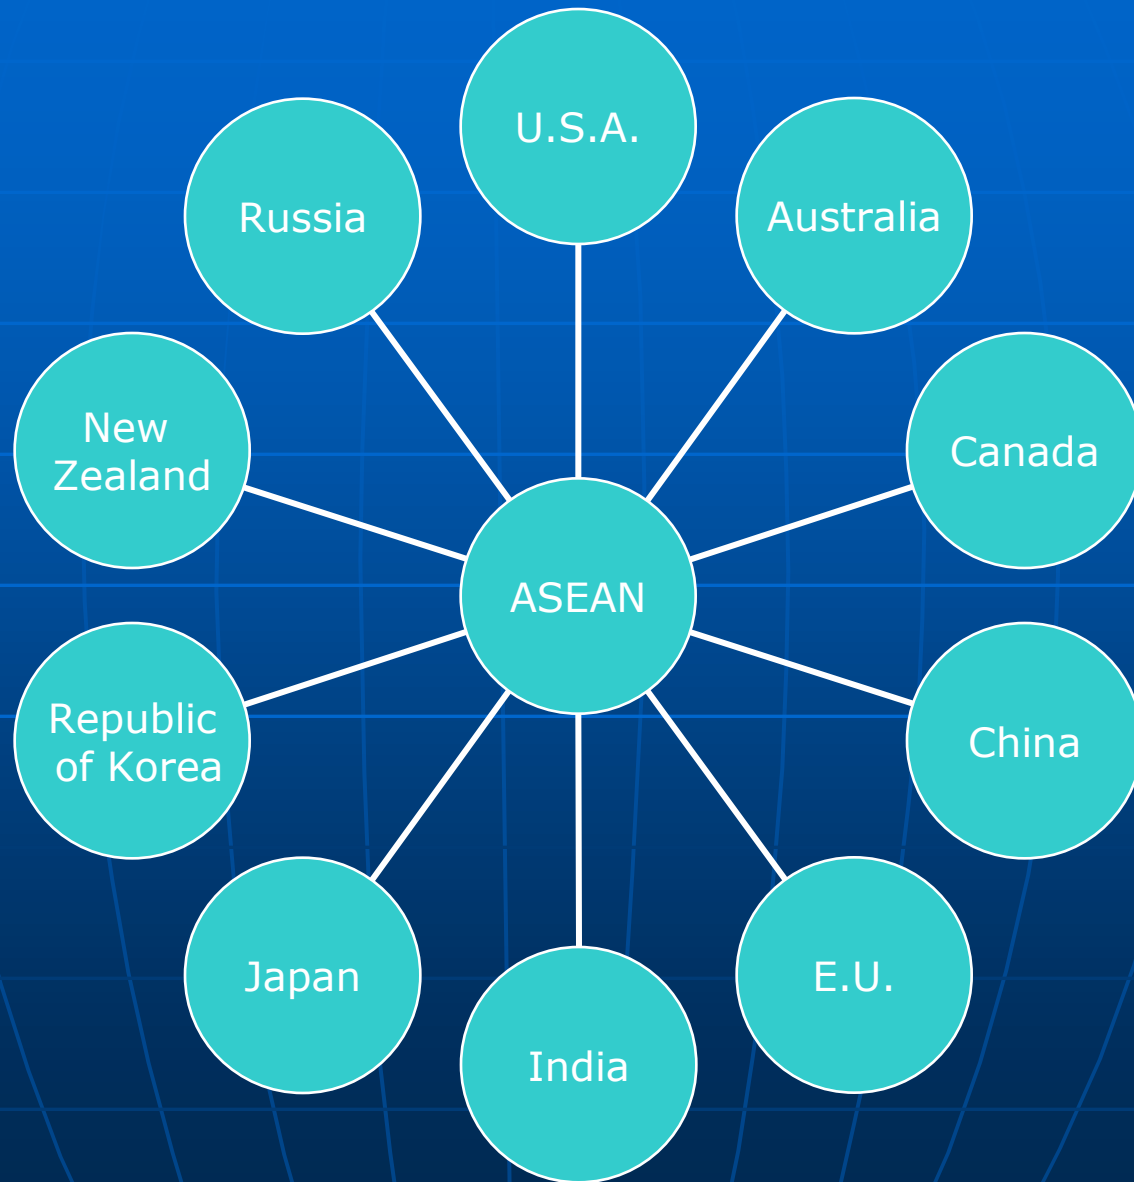 U.S.A.
Russia
Australia
New
Zealand
Canada
ASEAN
Republic
of Korea
China
Japan
E.U.
India